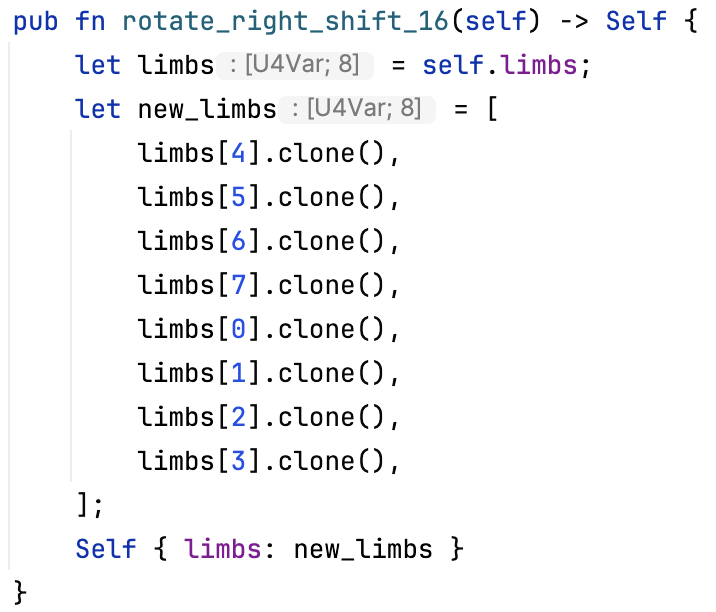 pub fn rotate_right_shift_16(self) -> Self {
    let limbs : [U4Var; 8] = self.limbs;
    let new_limbs : [U4Var; 8] = [
        limbs[4].clone(),
        limbs[5].clone(),
        limbs[6].clone(),
        limbs[7].clone(),
        limbs[0].clone(),
        limbs[1].clone(),
        limbs[2].clone(),
        limbs[3].clone(),
    ];
    Self { limbs: new_limbs }
}